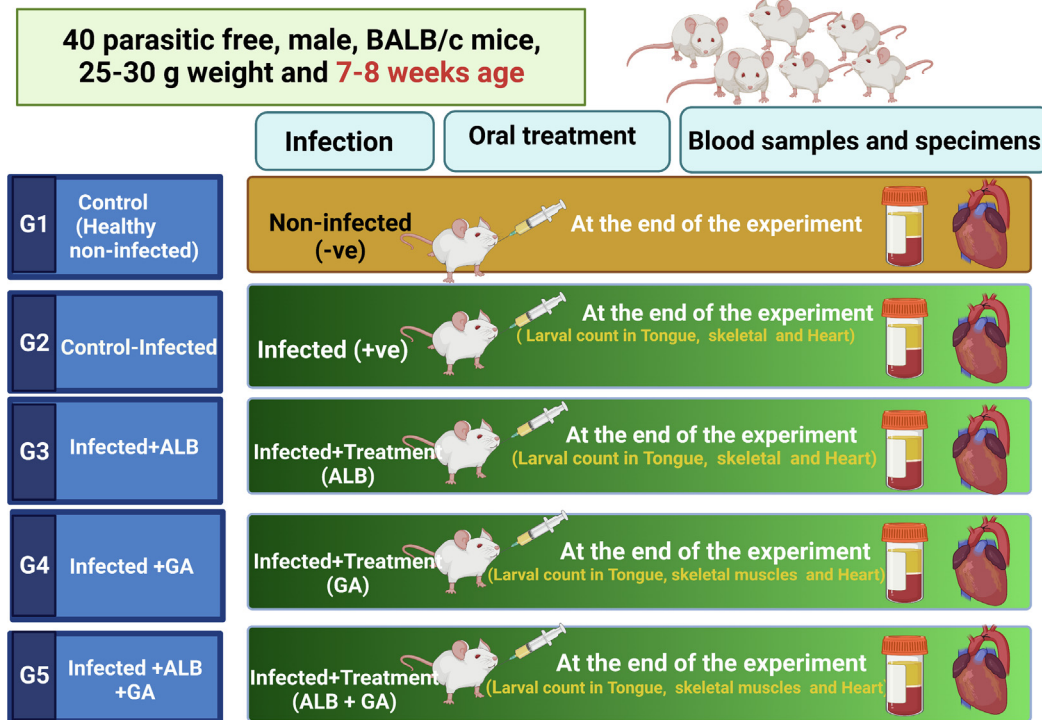 40 parasitic free, male, BALB/c mice,
25-30 g weight and 7-8 weeks age
Infection
Oral treatment
Blood samples and specimens
G1
Control
(Healthy
non-infected)
Non-infected
(-ve)
At the end of the experiment
G2
Control-Infected
Infected (+ve)
At the end of the experiment
( Larval count in Tongue, skeletal and Heart)
G3
Infected+ALB
Infected+Treatment
(ALB)
At the end of the experiment
(Larval count in Tongue, skeletal and Heart)
G4
Infected +GA
Infected+Treatment
(GA)
At the end of the experiment
(Larval count in Tongue, skeletal muscles and Heart)
G5
Infected +ALB
+GA
Infected+Treatment
(ALB + GA)
At the end of the experiment
(Larval count in Tongue, skeletal muscles and Heart)